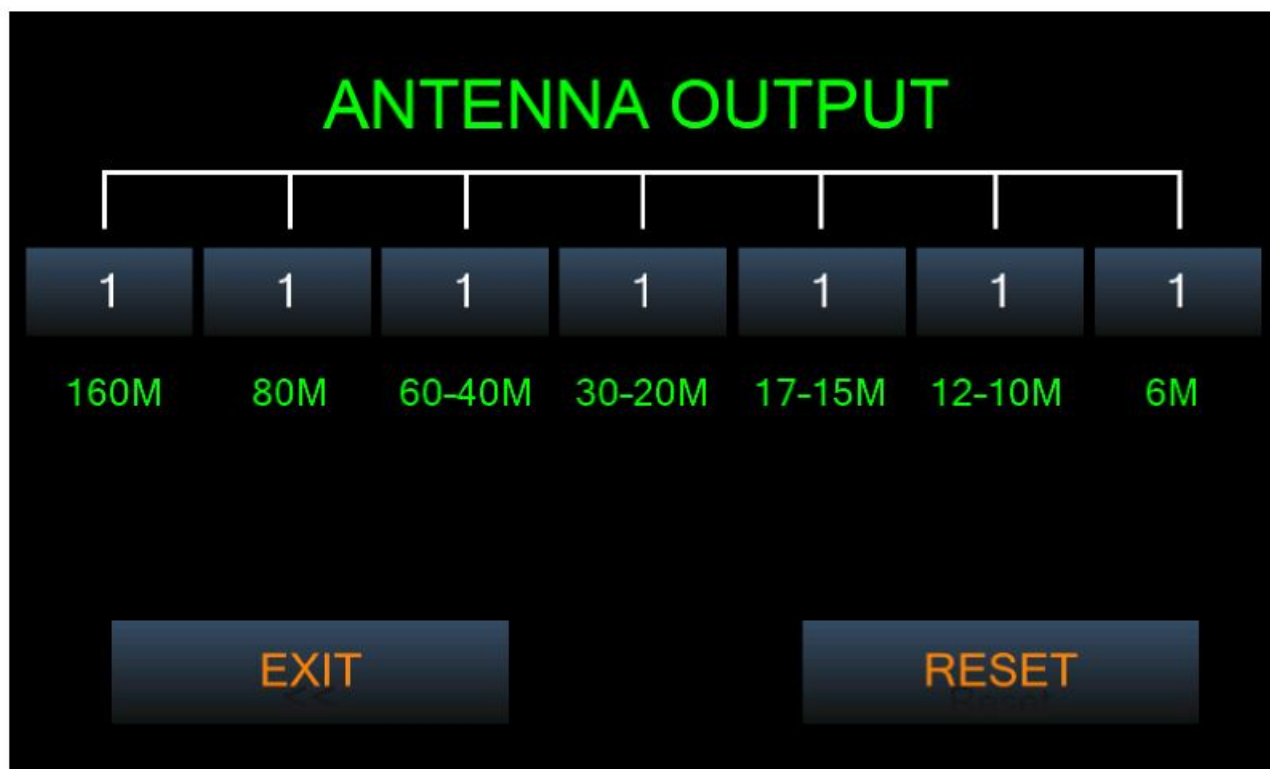 ANTENNA OUTPUT
1 1 1 1 1 1 1
160M 80M 60-40M 30-20M 17-15M 12-10M 6M
EXIT RESET
<< Reset